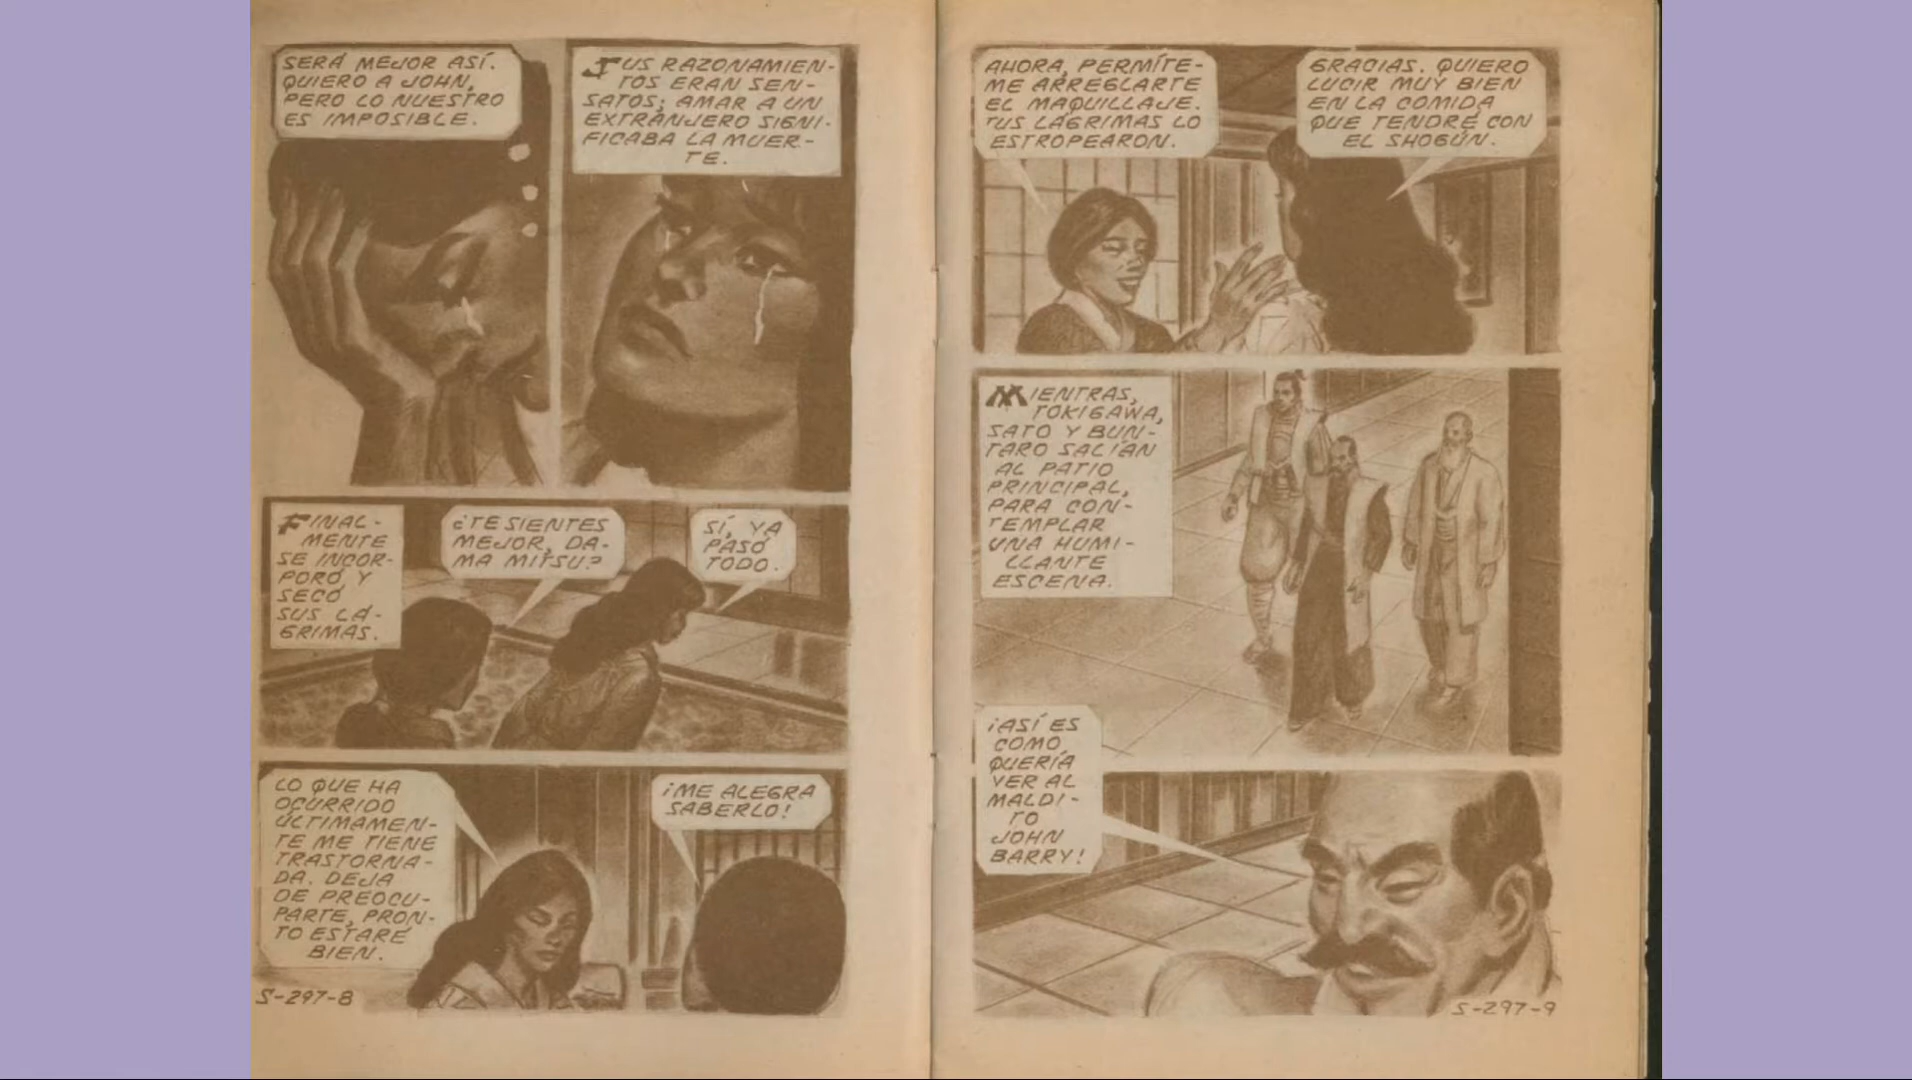 SERÁ MEJOR ASÍ.
QUIERO A JOHN,
PERO LO NUESTRO
ES IMPOSIBLE.
SUS RAZONAMIEN-
TOS ERAN SEN-
SATOS; AMAR A UN
EXTRANJERO SIGNI-
FICABA LA MUER-
TE.
FINAL-
MENTE
SE INCOR-
PORÓ Y
SECÓ
SUS LÁ-
GRIMAS.
¿TE SIENTES
MEJOR, DA-
MA MITSU?
SÍ, YA
PASÓ
TODO.
LO QUE HA
OCURRIDO
ÚLTIMAMEN-
TE ME TIENE
TRASTORNA-
DA. DEJA
DE PREOCU-
PARTE, PRON-
TO ESTARÉ
BIEN.
¡ME ALEGRA
SABERLO!
S-297-8
AHORA, PERMÍTE-
ME ARREGLARTE
EL MAQUILLAJE.
TUS LÁGRIMAS LO
ESTROPEARON.
GRACIAS. QUIERO
LUCIR MUY BIEN
EN LA COMIDA
QUE TENDRÉ CON
EL SHOGÚN.
MIENTRAS,
TOKIGAWA,
SATO Y BUN-
TARO SALÍAN
AL PATIO
PRINCIPAL,
PARA CON-
TEMPLAR
UNA HUMI-
LLANTE
ESCENA.
¡ASÍ ES
COMO
QUERÍA
VER AL
MALDI-
TO
JOHN
BARRY!
S-297-9